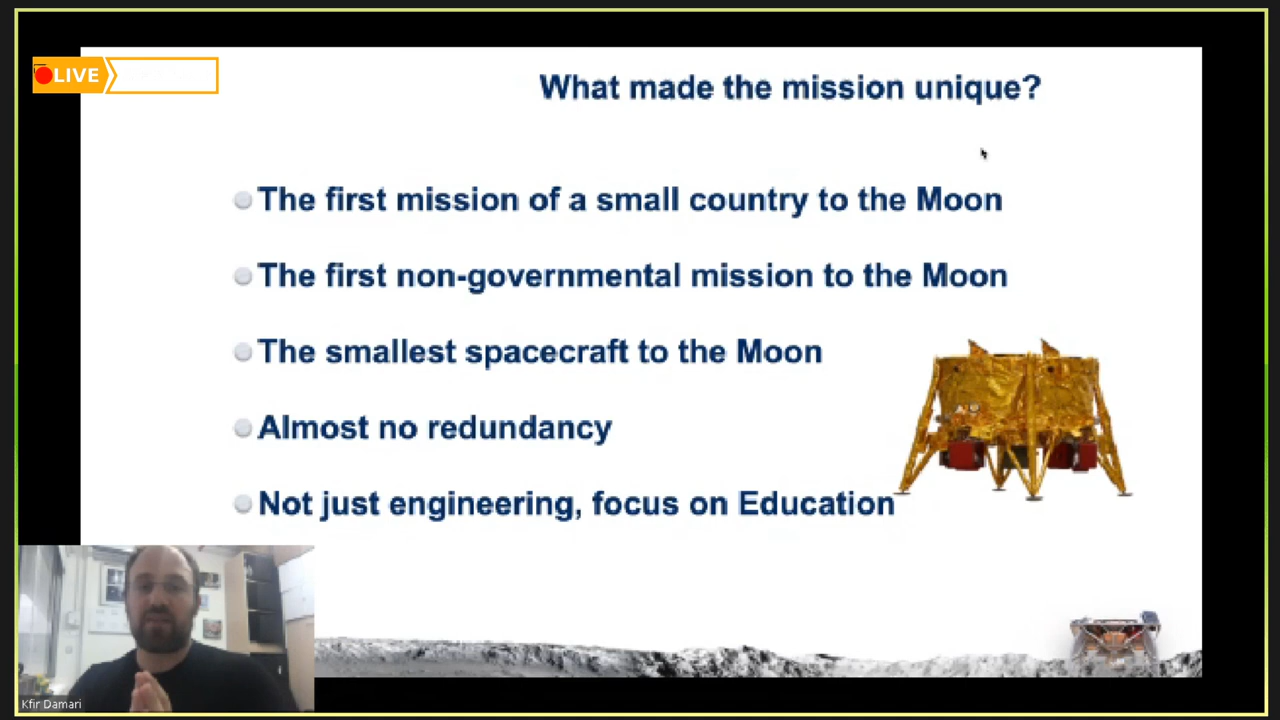 LIVE
What made the mission unique?
The first mission of a small country to the Moon
The first non-governmental mission to the Moon
The smallest spacecraft to the Moon
Almost no redundancy
Not just engineering, focus on Education
Kfir Damari